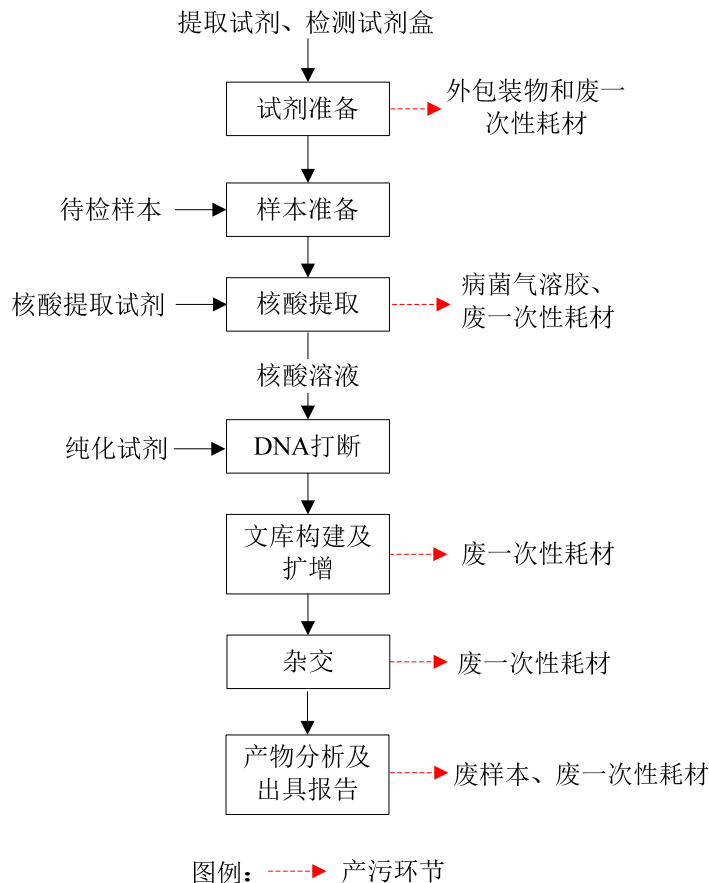 提取试剂、检测试剂盒
试剂准备
外包装物和废一
次性耗材
待检样本
样本准备
核酸提取试剂
核酸提取
病菌气溶胶、
废一次性耗材
核酸溶液
纯化试剂
DNA打断
文库构建及
扩增
废一次性耗材
杂交
废一次性耗材
产物分析及
出具报告
废样本、废一次性耗材
图例：
产污环节